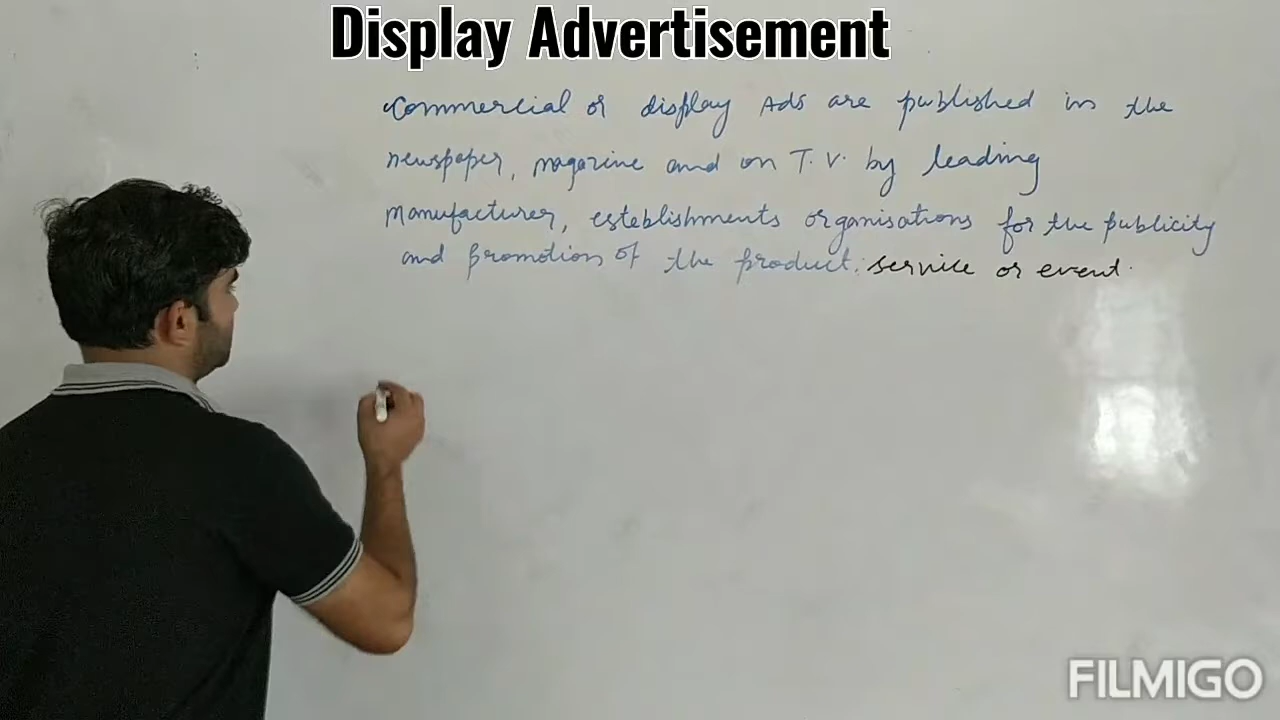 Display Advertisement
Commercial or display Ads are published in the
newspaper, magazine and on T.V. by leading
manufacturer, esteblishments organisations for the publicity
and promotion of the product, service or event.
FILMIGO